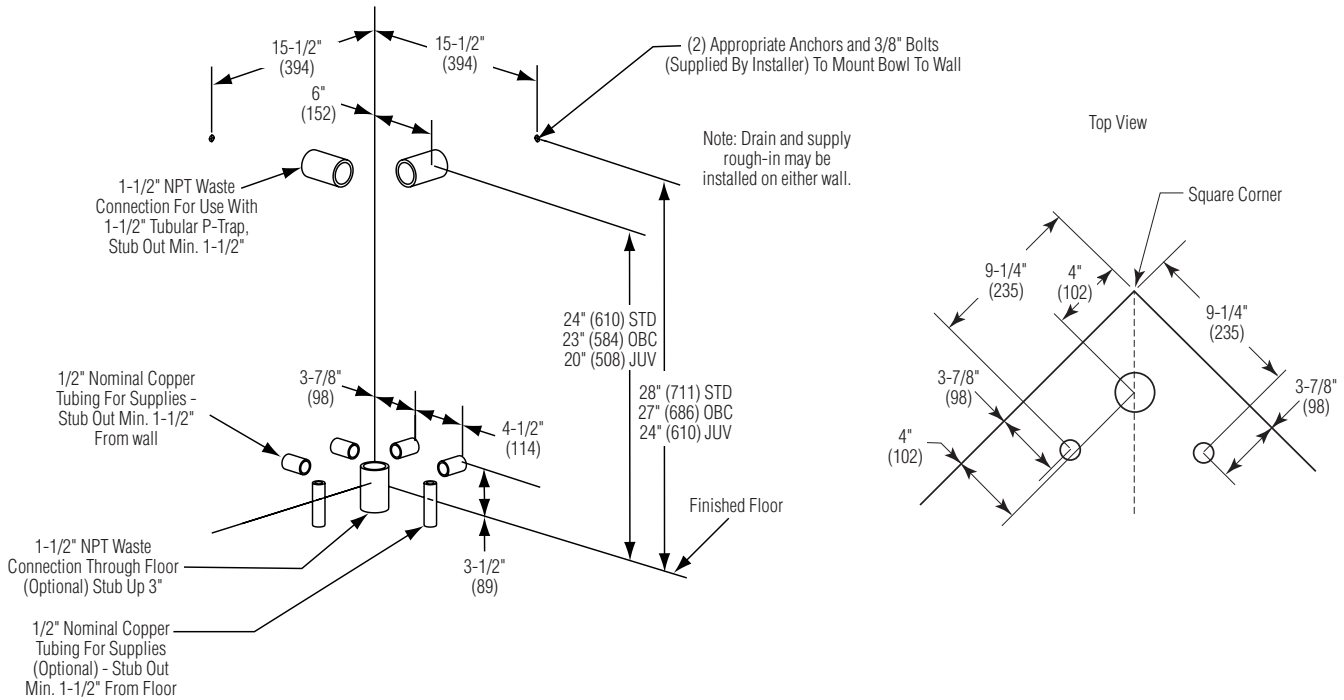 15-1/2"
(394)
15-1/2"
(394)
6"
(152)
(2) Appropriate Anchors and 3/8" Bolts
(Supplied By Installer) To Mount Bowl To Wall
Note: Drain and supply
rough-in may be
installed on either wall.
1-1/2" NPT Waste
Connection For Use With
1-1/2" Tubular P-Trap,
Stub Out Min. 1-1/2"
24" (610) STD
23" (584) OBC
20" (508) JUV
28" (711) STD
27" (686) OBC
24" (610) JUV
1/2" Nominal Copper
Tubing For Supplies -
Stub Out Min. 1-1/2"
From wall
3-7/8"
(98)
4-1/2"
(114)
Finished Floor
3-1/2"
(89)
1-1/2" NPT Waste
Connection Through Floor
(Optional) Stub Up 3"
1/2" Nominal Copper
Tubing For Supplies
(Optional) - Stub Out
Min. 1-1/2" From Floor
Top View
Square Corner
9-1/4"
(235)
4"
(102)
9-1/4"
(235)
3-7/8"
(98)
3-7/8"
(98)
4"
(102)